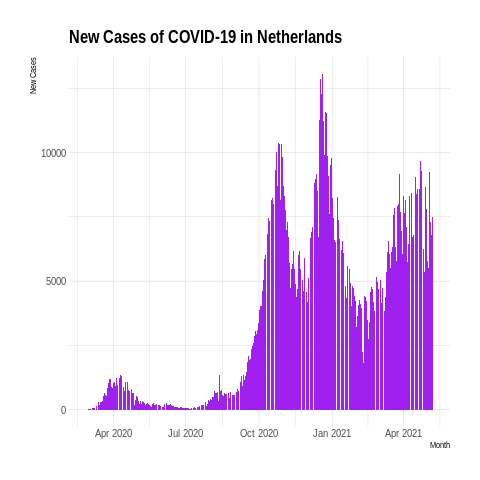 New Cases of COVID-19 in Netherlands
New Cases
10000
5000
0
Apr 2020 Jul 2020 Oct 2020 Jan 2021 Apr 2021
Month